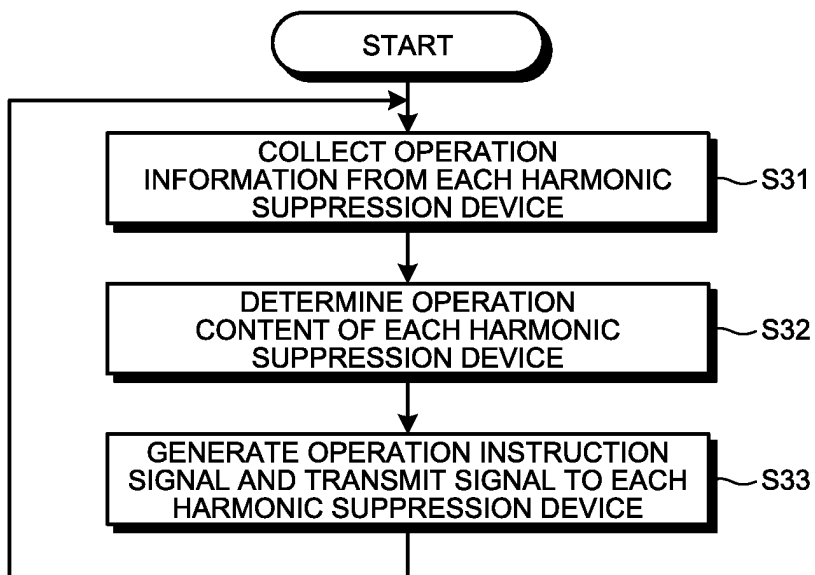 START
COLLECT OPERATION
INFORMATION FROM EACH HARMONIC
SUPPRESSION DEVICE
S31
DETERMINE OPERATION
CONTENT OF EACH HARMONIC
SUPPRESSION DEVICE
S32
GENERATE OPERATION INSTRUCTION
SIGNAL AND TRANSMIT SIGNAL TO EACH
HARMONIC SUPPRESSION DEVICE
S33